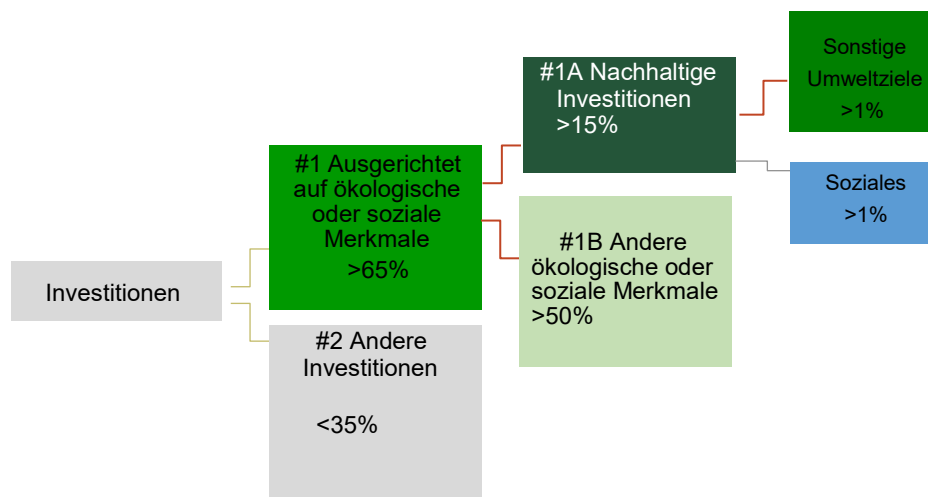 Investitionen
#1 Ausgerichtet
auf ökologische
oder soziale
Merkmale
>65%
#2 Andere
Investitionen
<35%
#1A Nachhaltige
Investitionen
>15%
#1B Andere
ökologische oder
soziale Merkmale
>50%
Sonstige
Umweltziele
>1%
Soziales
>1%